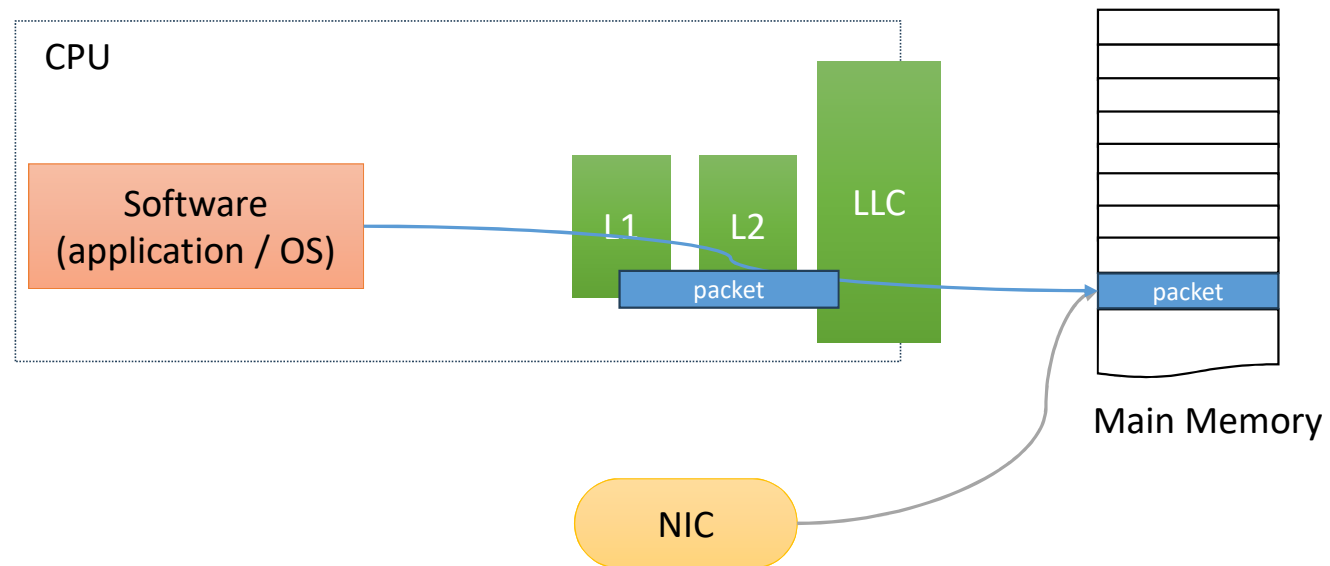 CPU
Software
(application / OS)
L1
L2
LLC
packet
packet
Main Memory
NIC